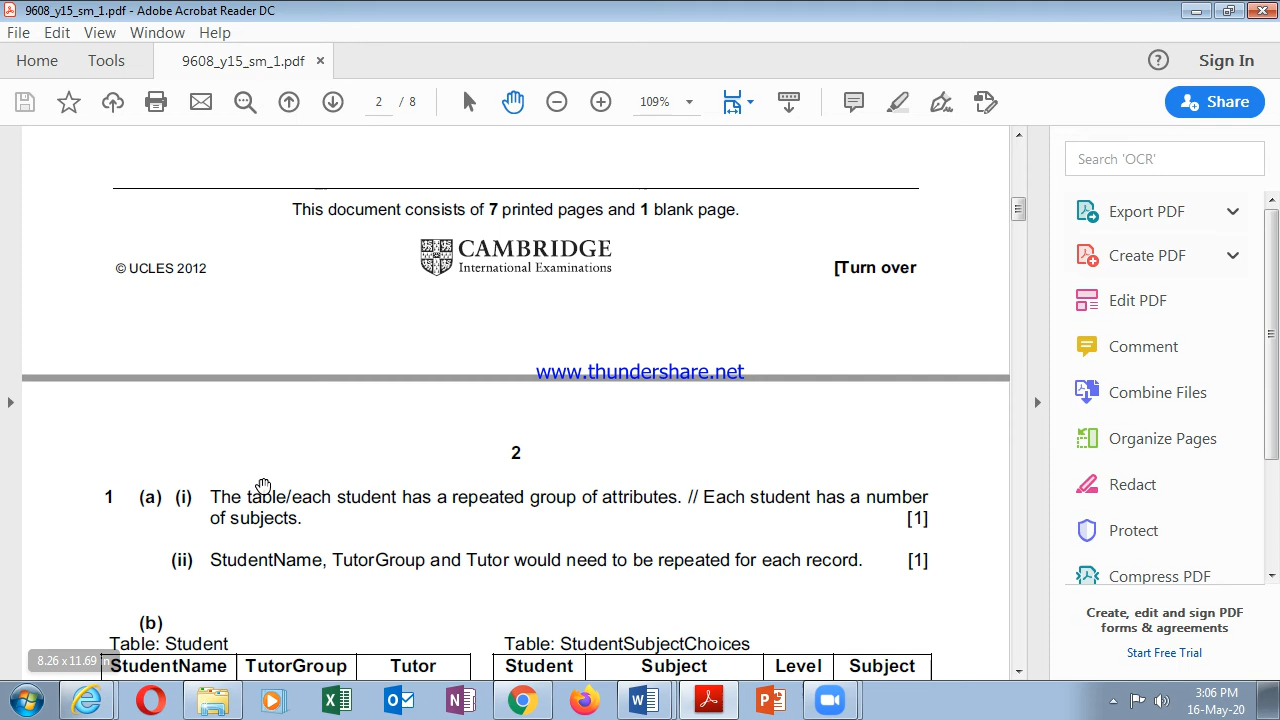 9608_y15_sm_1.pdf - Adobe Acrobat Reader DC
File Edit View Window Help
Home Tools 9608_y15_sm_1.pdf × ? Sign In
2 / 8 109% Share
This document consists of 7 printed pages and 1 blank page.
© UCLES 2012 CAMBRIDGE International Examinations [Turn over
www.thundershare.net
2
1 (a) (i) The table/each student has a repeated group of attributes. // Each student has a number
of subjects. [1]
(ii) StudentName, TutorGroup and Tutor would need to be repeated for each record. [1]
(b)
Table: Student Table: StudentSubjectChoices
StudentName TutorGroup Tutor Student Subject Level Subject
8.26 x 11.69 in
Search 'OCR'
Export PDF
Create PDF
Edit PDF
Comment
Combine Files
Organize Pages
Redact
Protect
Compress PDF
Create, edit and sign PDF
forms & agreements
Start Free Trial
3:06 PM
16-May-20